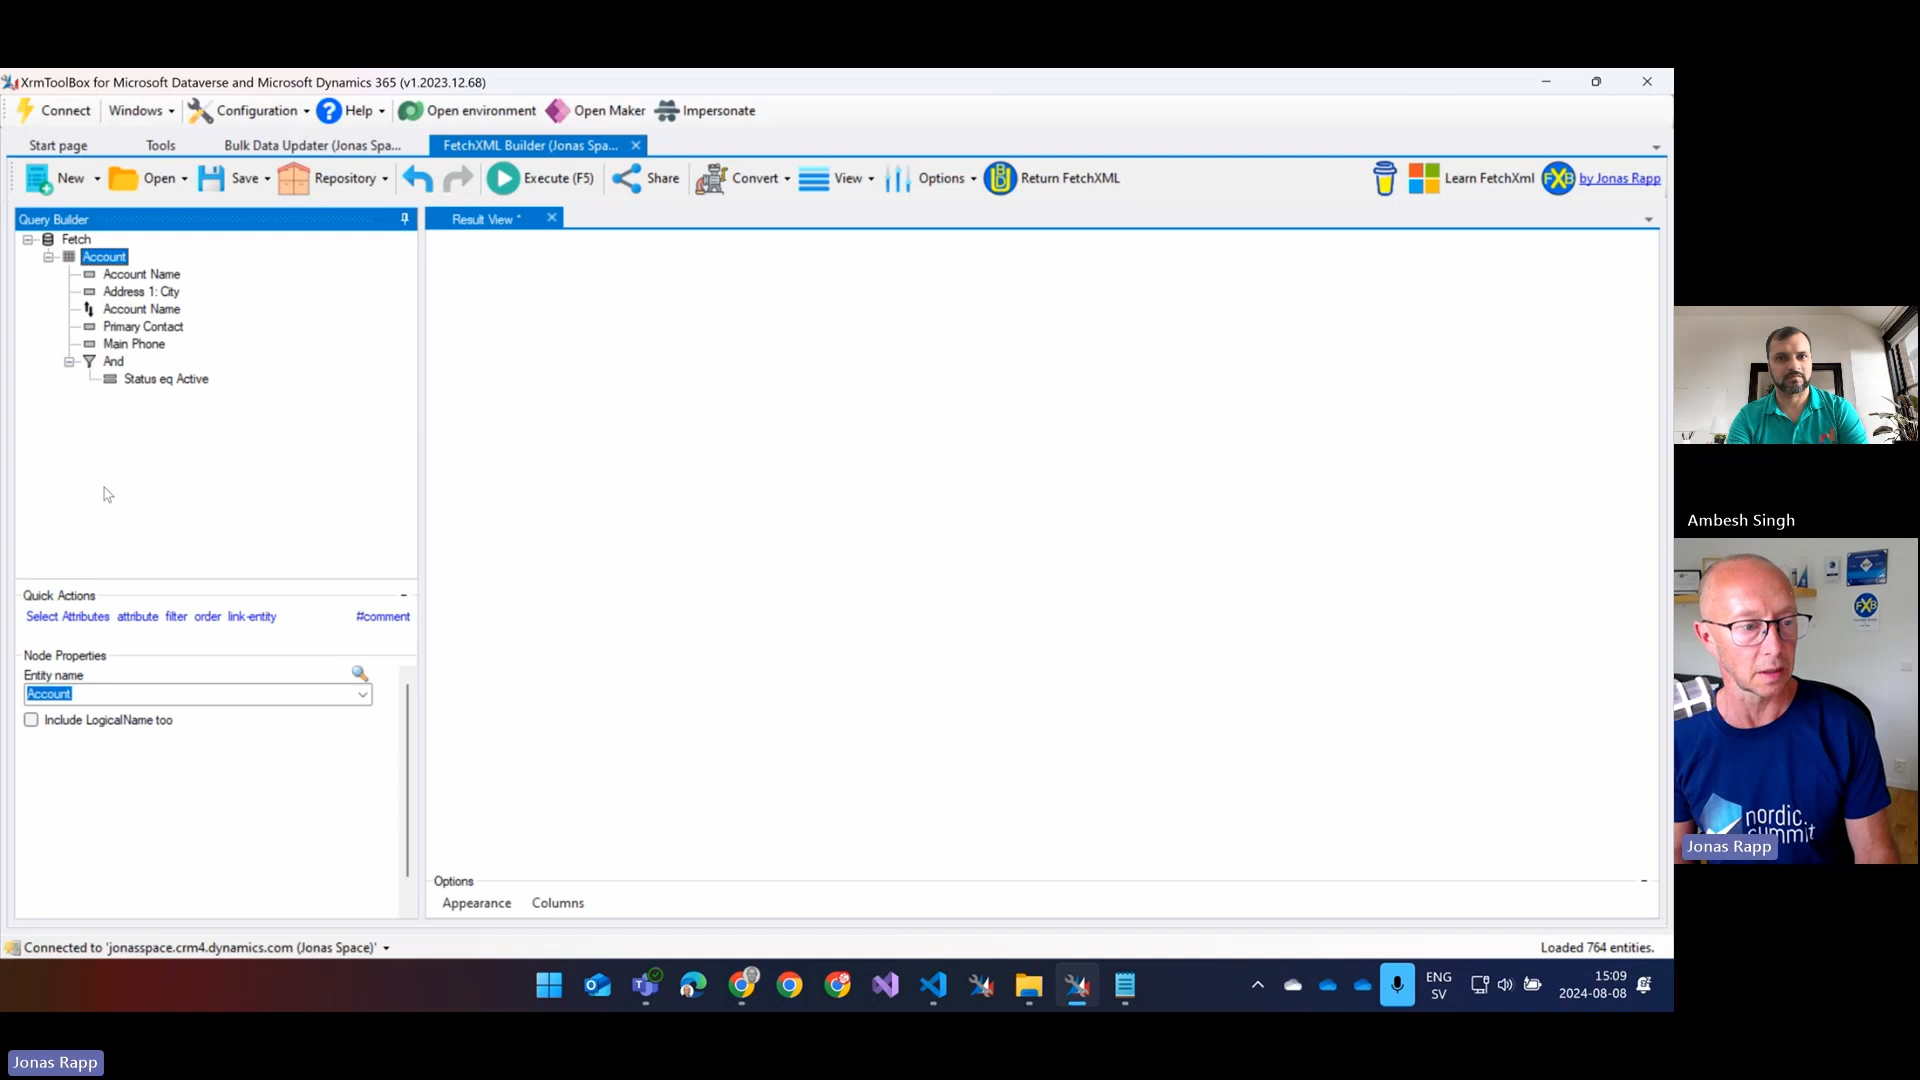 XrmToolBox for Microsoft Dataverse and Microsoft Dynamics 365 (v1.2023.12.68)
Connect Windows Configuration Help Open environment Open Maker Impersonate
Start page Tools Bulk Data Updater (Jonas Spa... FetchXML Builder (Jonas Spa...
New Open Save Repository Execute (F5) Share Convert View Options Return FetchXML Learn FetchXml FXB by Jonas Rapp
Query Builder
Result View *
Fetch
Account
Account Name
Address 1: City
Account Name
Primary Contact
Main Phone
And
Status eq Active
Quick Actions
Select Attributes attribute filter order link-entity #comment
Node Properties
Entity name
Account
Include LogicalName too
Options
Appearance Columns
Connected to 'jonasspace.crm4.dynamics.com (Jonas Space)'
Loaded 764 entities.
ENG
SV
15:09
2024-08-08
Ambesh Singh
FXB
nordic.
summit
Jonas Rapp
Jonas Rapp